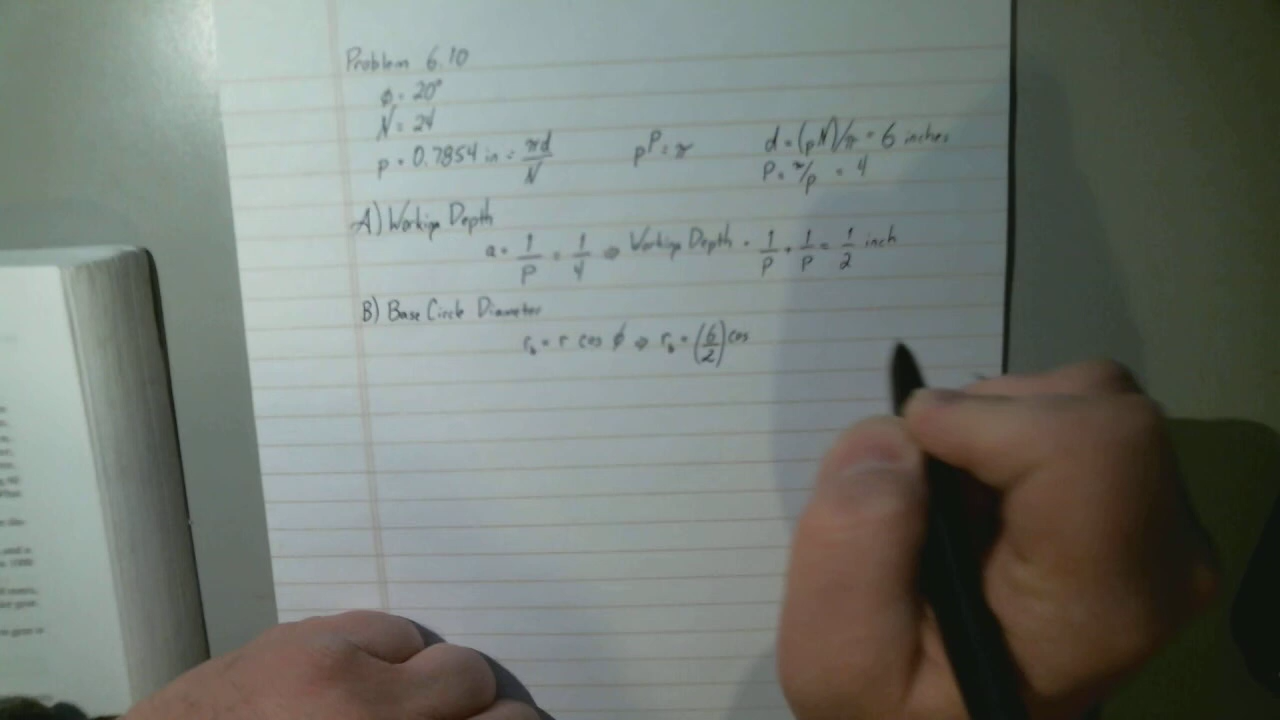 Problem 6.10
φ = 20°
N = 24
p = 0.7854 in = πd/N pP = π d = (pN)/π = 6 inches
P = π/p = 4
A) Working Depth
a = 1/P = 1/4 ⇒ Working Depth = 1/P + 1/P = 1/2 inch
B) Base Circle Diameter
r_b = r cos φ ⇒ r_b = (6/2) cos